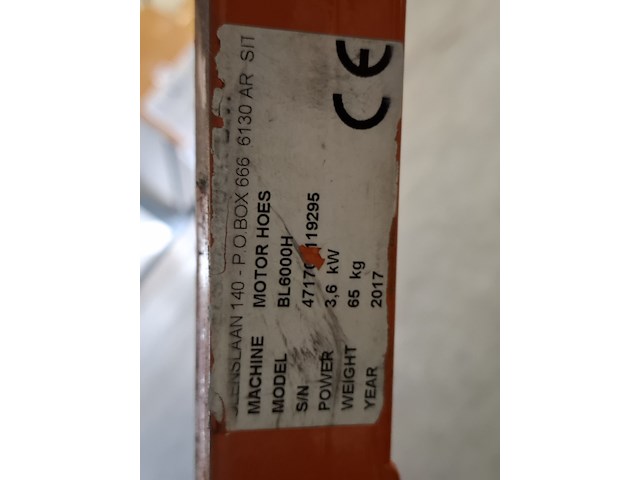 140 - P.O.BOX 666 6130 AR SIT
MACHINE MOTOR HOES
MODEL BL6000H
S/N
POWER 3,6 kW
WEIGHT 65 kg
YEAR 2017
CE